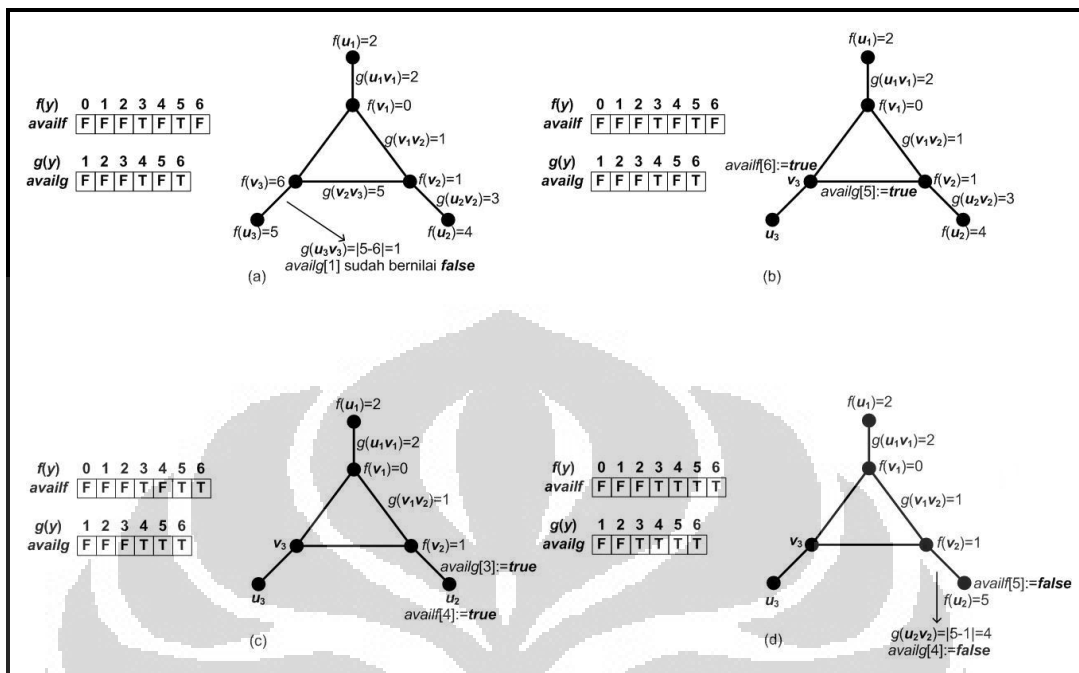 f(u₁)=2
g(u₁v₁)=2
f(y) 0 1 2 3 4 5 6
availf F F F T F T F
f(v₁)=0
g(v₁v₂)=1
g(y) 1 2 3 4 5 6
availg F F F T F T
f(v₃)=6
g(v₂v₃)=5
f(v₂)=1
g(u₂v₂)=3
f(u₃)=5
f(u₂)=4
g(u₃v₃)=|5-6|=1
availg[1] sudah bernilai false
(a)
f(u₁)=2
g(u₁v₁)=2
f(y) 0 1 2 3 4 5 6
availf F F F T F T F
f(v₁)=0
g(v₁v₂)=1
g(y) 1 2 3 4 5 6
availg F F F T F T
availf[6]:=true
v₃
availg[5]:=true
f(v₂)=1
g(u₂v₂)=3
u₃
f(u₂)=4
(b)
f(u₁)=2
g(u₁v₁)=2
f(y) 0 1 2 3 4 5 6
availf F F F T F T T
f(v₁)=0
g(v₁v₂)=1
g(y) 1 2 3 4 5 6
availg F F F T T T
v₃
f(v₂)=1
availg[3]:=true
u₃
u₂
availf[4]:=true
(c)
f(u₁)=2
g(u₁v₁)=2
f(y) 0 1 2 3 4 5 6
availf F F F T T T T
f(v₁)=0
g(v₁v₂)=1
g(y) 1 2 3 4 5 6
availg F F T T T T
v₃
f(v₂)=1
u₃
availf[5]:=false
f(u₂)=5
g(u₂v₂)=|5-1|=4
availg[4]:=false
(d)